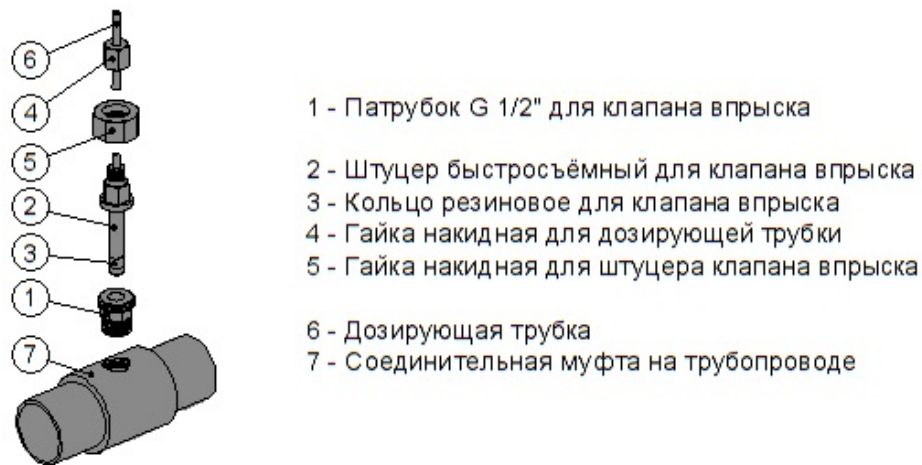 6
4
5
2
3
1
7
1 - Патрубок G 1/2" для клапана впрыска
2 - Штуцер быстросъёмный для клапана впрыска
3 - Кольцо резиновое для клапана впрыска
4 - Гайка накидная для дозирующей трубки
5 - Гайка накидная для штуцера клапана впрыска
6 - Дозирующая трубка
7 - Соединительная муфта на трубопроводе